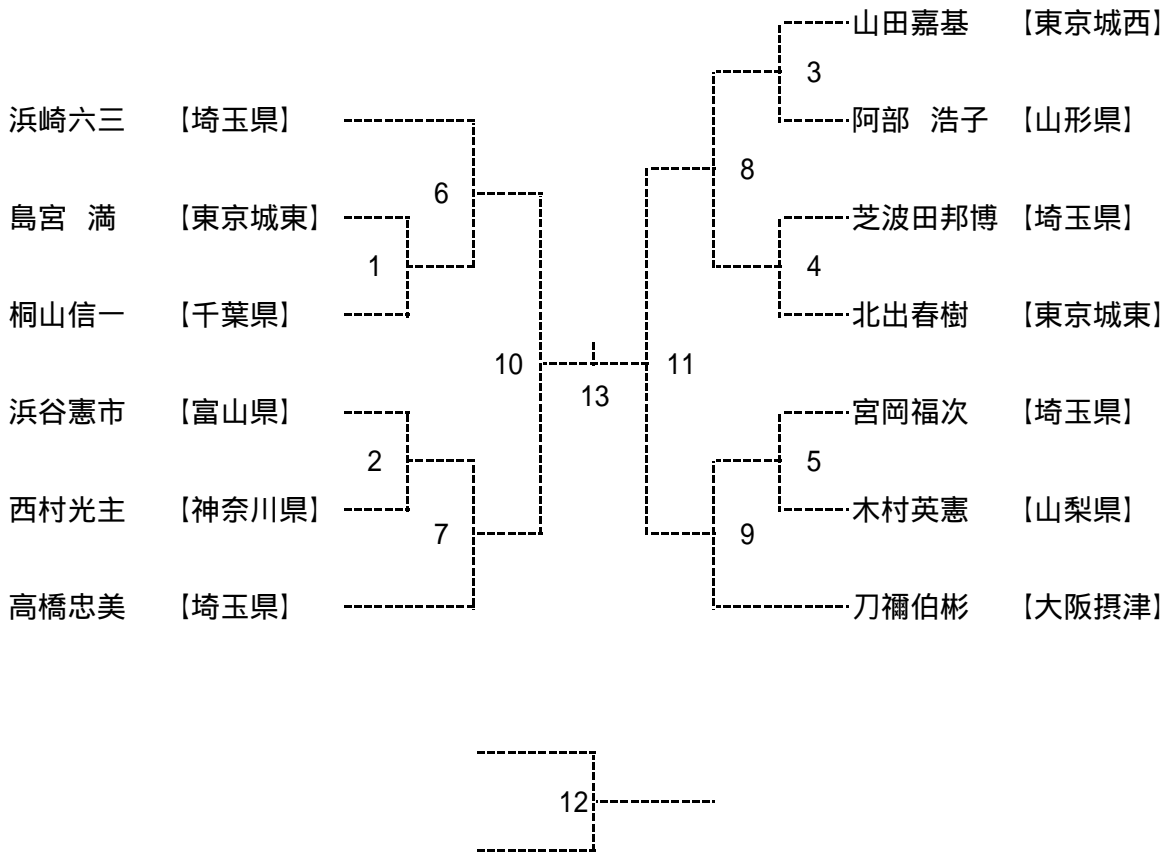 山田嘉基 【東京城西】
3
浜崎六三 【埼玉県】
阿部 浩子 【山形県】
8
6
島宮 満 【東京城東】
芝波田邦博 【埼玉県】
1
4
桐山信一 【千葉県】
北出春樹 【東京城東】
10
11
13
浜谷憲市 【富山県】
宮岡福次 【埼玉県】
2
5
西村光主 【神奈川県】
木村英憲 【山梨県】
7
9
高橋忠美 【埼玉県】
刀禰伯彬 【大阪摂津】
12